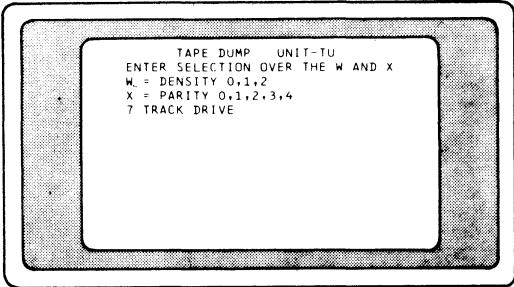 TAPE DUMP UNIT-TU
ENTER SELECTION OVER THE W AND X
W = DENSITY 0,1,2
X = PARITY 0,1,2,3,4
7 TRACK DRIVE